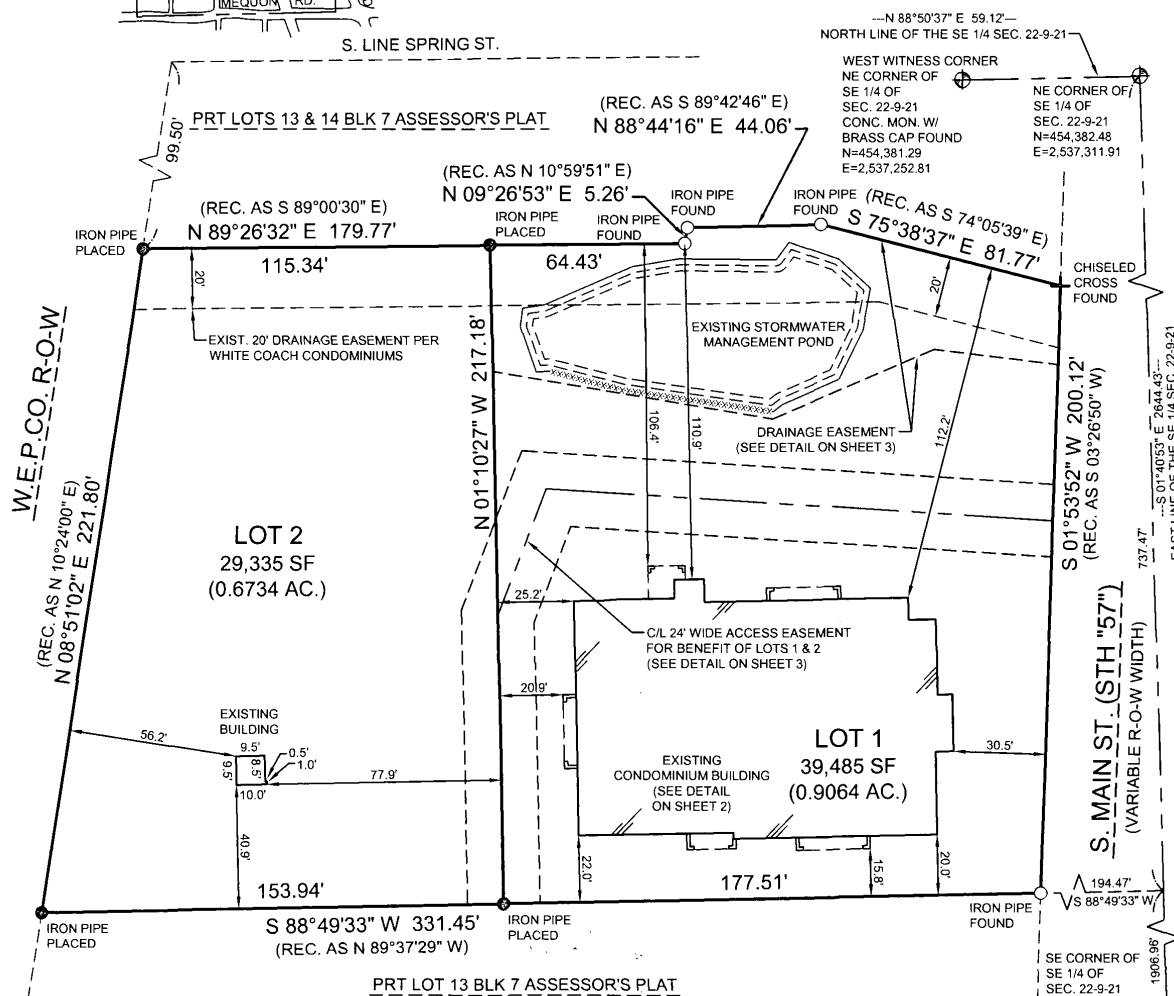 MEQUON RD.
---N 88°50'37" E 59.12'---
NORTH LINE OF THE SE 1/4 SEC. 22-9-21
S. LINE SPRING ST.
WEST WITNESS CORNER
NE CORNER OF
SE 1/4 OF
SEC. 22-9-21
CONC. MON. W/
BRASS CAP FOUND
N=454,381.29
E=2,537,252.81
NE CORNER OF
SE 1/4 OF
SEC. 22-9-21
N=454,382.48
E=2,537,311.91
99.50'
PRT LOTS 13 & 14 BLK 7 ASSESSOR'S PLAT
(REC. AS S 89°42'46" E)
N 88°44'16" E 44.06'
(REC. AS N 10°59'51" E)
N 09°26'53" E 5.26'
(REC. AS S 89°00'30" E)
N 89°26'32" E 179.77'
IRON PIPE
PLACED
IRON PIPE
PLACED
IRON PIPE
FOUND
IRON PIPE
FOUND
IRON PIPE
FOUND
(REC. AS S 74°05'39" E)
S 75°38'37" E 81.77'
CHISELED
CROSS
FOUND
115.34'
64.43'
20'
20'
EXIST. 20' DRAINAGE EASEMENT PER
WHITE COACH CONDOMINIUMS
EXISTING STORMWATER
MANAGEMENT POND
W.E.P.CO. R-O-W
N 01°10'27" W 217.18'
106.4'
110.9'
112.2'
DRAINAGE EASEMENT
(SEE DETAIL ON SHEET 3)
S 01°53'52" W 200.12'
(REC. AS S 03°26'50" W)
---S 01°40'53" E 2644.43'---
EAST LINE OF THE SE 1/4 SEC. 22-9-21
737.47'
(REC. AS N 10°24'00" E)
N 08°51'02" E 221.80'
LOT 2
29,335 SF
(0.6734 AC.)
25.2'
C/L 24' WIDE ACCESS EASEMENT
FOR BENEFIT OF LOTS 1 & 2
(SEE DETAIL ON SHEET 3)
20.9'
S. MAIN ST. (STH "57")
(VARIABLE R-O-W WIDTH)
EXISTING
BUILDING
56.2'
9.5'
0.5'
9.5'
8.5'
1.0'
10.0'
77.9'
40.9'
LOT 1
39,485 SF
(0.9064 AC.)
EXISTING
CONDOMINIUM BUILDING
(SEE DETAIL
ON SHEET 2)
30.5'
22.0'
15.8'
20.0'
153.94'
177.51'
194.47'
S 88°49'33" W
S 88°49'33" W 331.45'
(REC. AS N 89°37'29" W)
IRON PIPE
PLACED
IRON PIPE
PLACED
IRON PIPE
FOUND
1906.96'
SE CORNER OF
SE 1/4 OF
SEC. 22-9-21
PRT LOT 13 BLK 7 ASSESSOR'S PLAT